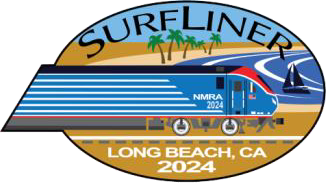 SURFLINER
NMRA
2024
LONG BEACH, CA
2024